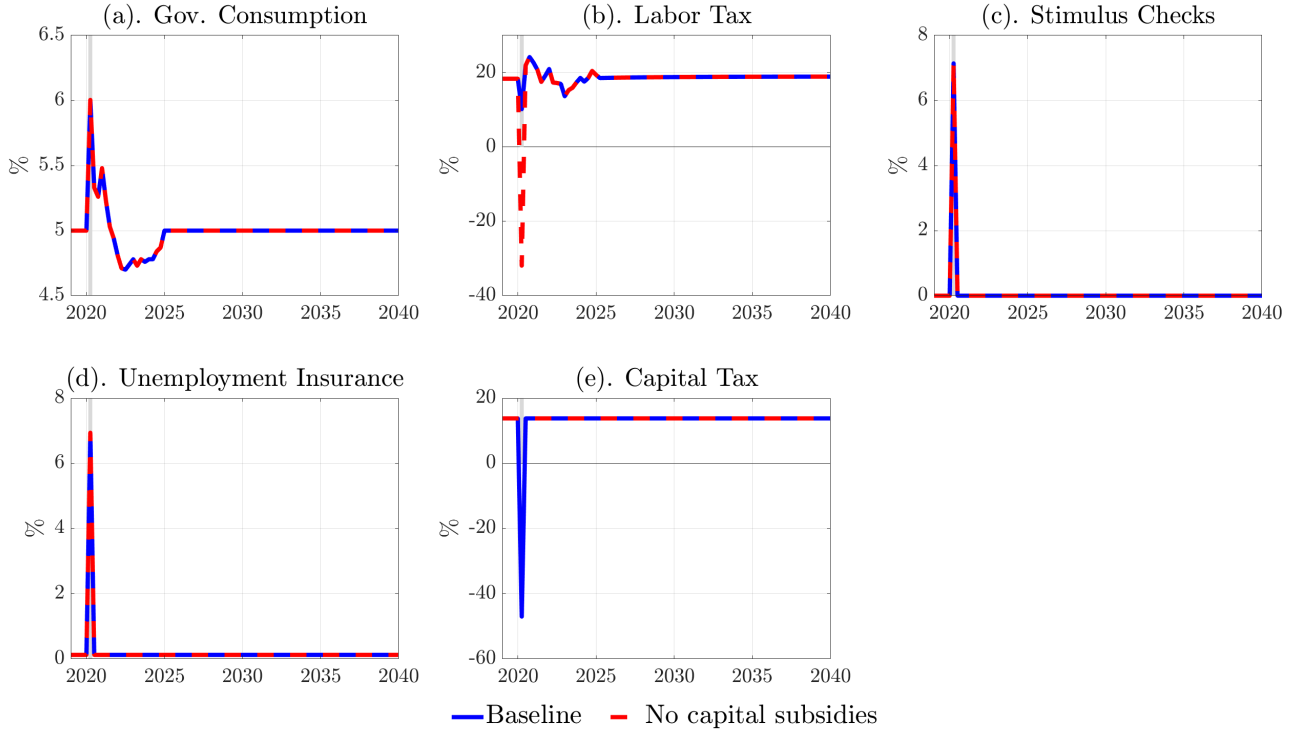 (a). Gov. Consumption
(b). Labor Tax
(c). Stimulus Checks
6.5
6
5.5
5
4.5
%
2020 2025 2030 2035 2040
20
0
-20
-40
%
2020 2025 2030 2035 2040
8
6
4
2
0
%
2020 2025 2030 2035 2040
(d). Unemployment Insurance
(e). Capital Tax
8
6
4
2
0
%
2020 2025 2030 2035 2040
20
0
-20
-40
-60
%
2020 2025 2030 2035 2040
Baseline No capital subsidies